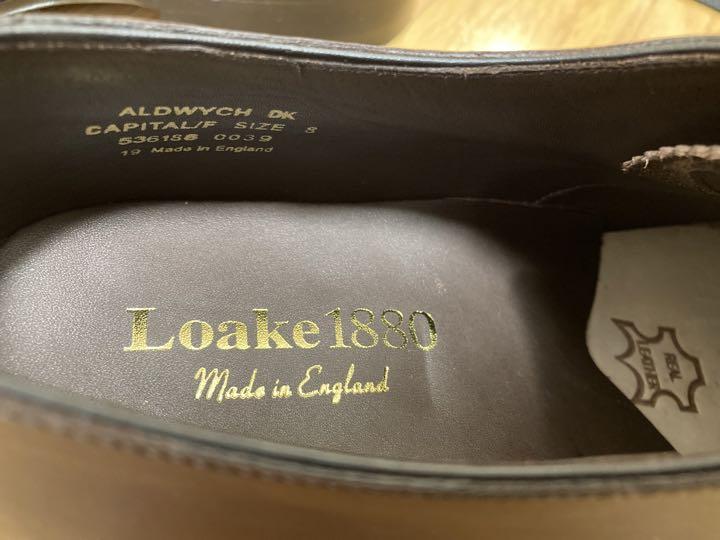 ALDWYCH DK
CAPITAL/F SIZE 8
536188 0039
19 Made in England
Loake1880
Made in England
REAL
LEATHER